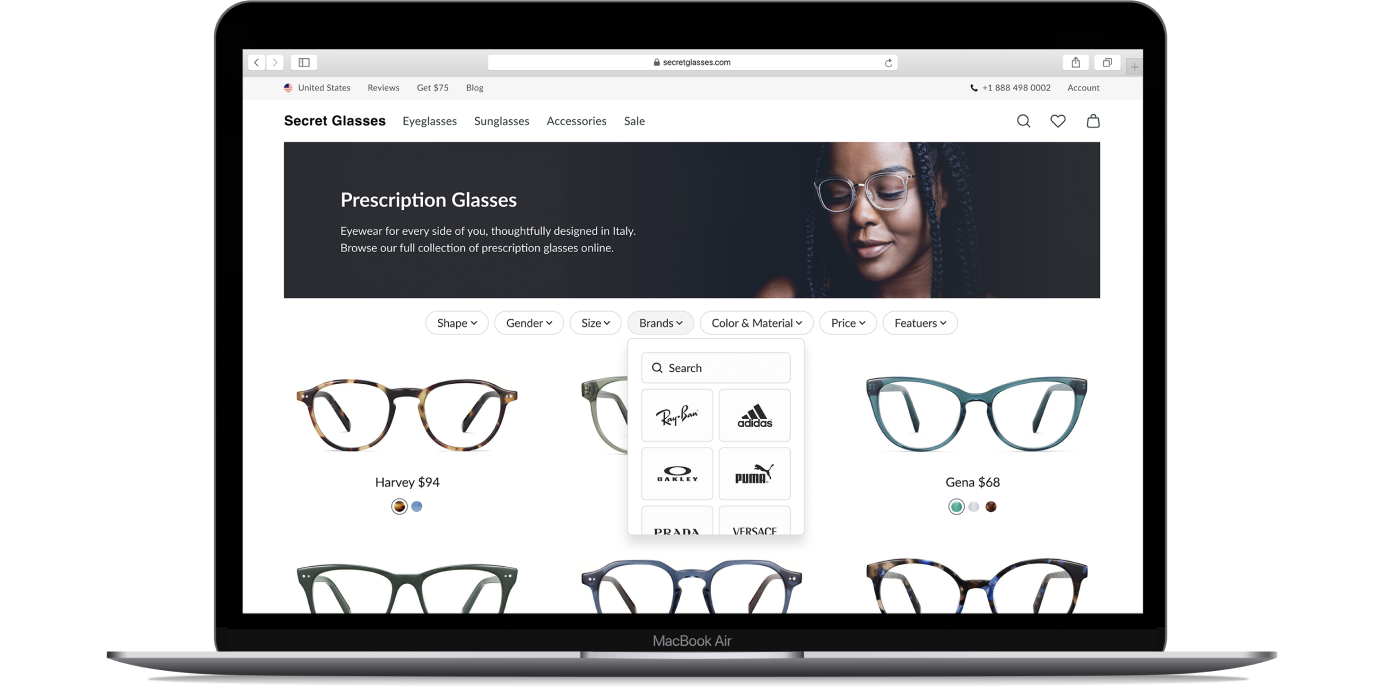 secretglasses.com
United States Reviews Get $75 Blog +1 888 498 0002 Account
Secret Glasses Eyeglasses Sunglasses Accessories Sale
Prescription Glasses
Eyewear for every side of you, thoughtfully designed in Italy.
Browse our full collection of prescription glasses online.
Shape Gender Size Brands Color & Material Price Featuers
Search
Ray-Ban adidas
OAKLEY PUMA
PRADA VERSACE
Harvey $94 Gena $68
MacBook Air